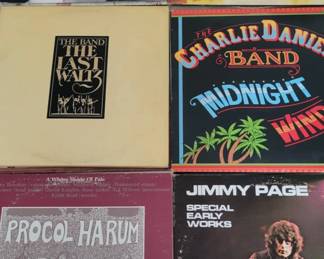 THE BAND
THE
LAST
WALTZ
THE
CHARLIE DANIE
BAND
MIDNIGHT
WIND
A Whiter Shade Of Pale
PROCOL HARUM
JIMMY PAGE
SPECIAL
EARLY
WORKS